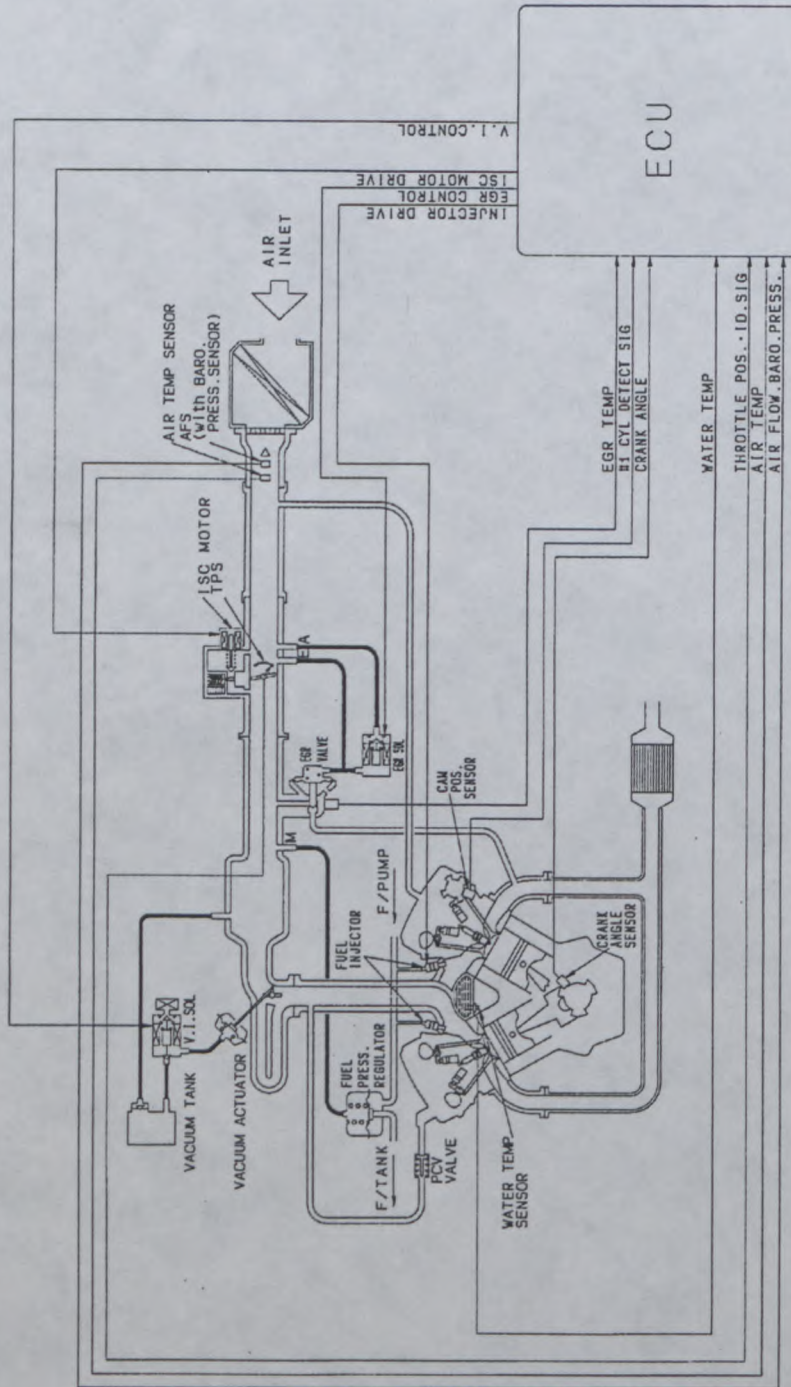 V.I.CONTROL
ISC MOTOR DRIVE
EGR CONTROL
INJECTOR DRIVE
ECU
AIR
INLET
AIR TEMP SENSOR
AFS
(with BARO.
PRESS.SENSOR)
ISC MOTOR
TPS
A
E
EGR
VALVE
EGR SOL
M
CAM
POS.
SENSOR
F/PUMP
FUEL
INJECTOR
CRANK
ANGLE
SENSOR
V.I.SOL
VACUUM TANK
VACUUM ACTUATOR
FUEL
PRESS.
REGULATOR
F/TANK
PCV
VALVE
WATER TEMP
SENSOR
EGR TEMP
#1 CYL DETECT SIG
CRANK ANGLE
WATER TEMP
THROTTLE POS.·ID.SIG
AIR TEMP
AIR FLOW.BARO.PRESS.